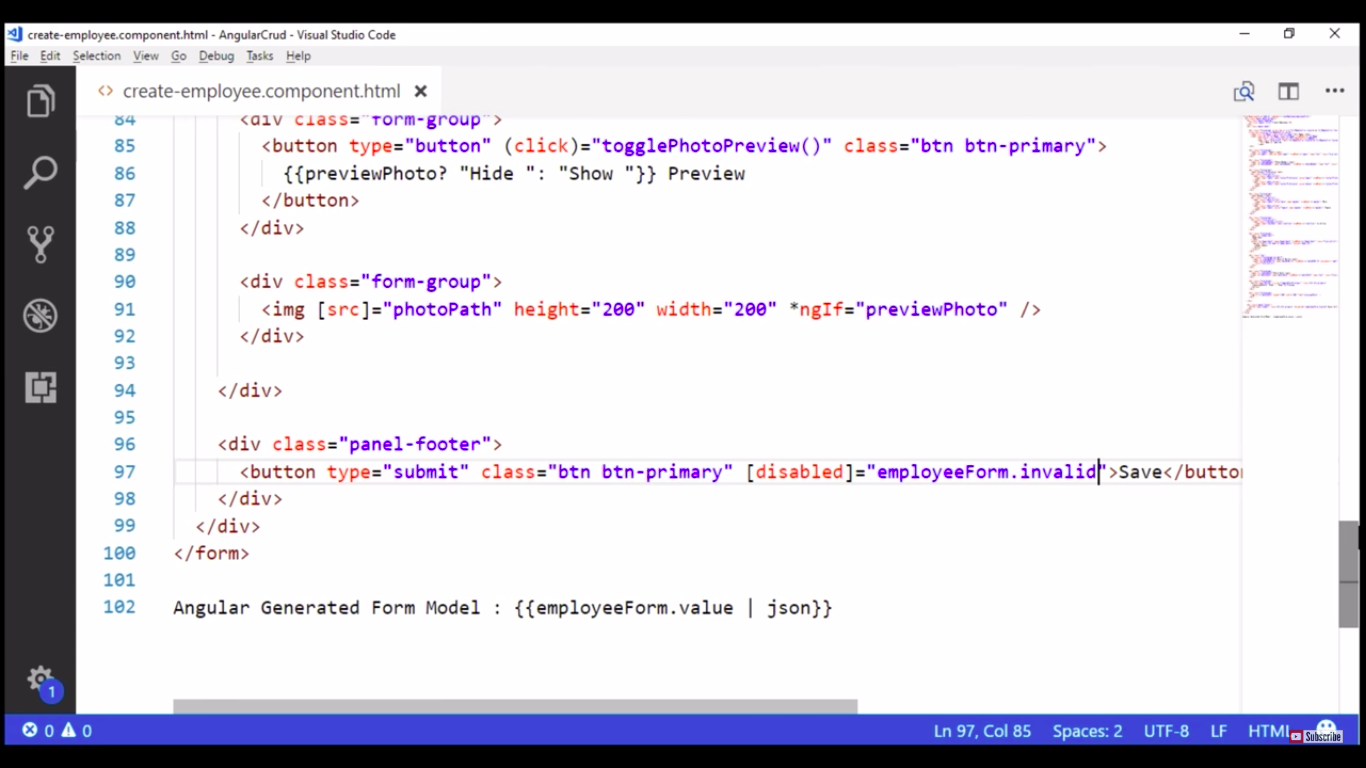 create-employee.component.html - AngularCrud - Visual Studio Code
File Edit Selection View Go Debug Tasks Help
<> create-employee.component.html
84 <div class="form-group">
85 <button type="button" (click)="togglePhotoPreview()" class="btn btn-primary">
86 {{previewPhoto? "Hide ": "Show "}} Preview
87 </button>
88 </div>
89
90 <div class="form-group">
91 <img [src]="photoPath" height="200" width="200" *ngIf="previewPhoto" />
92 </div>
93
94 </div>
95
96 <div class="panel-footer">
97 <button type="submit" class="btn btn-primary" [disabled]="employeeForm.invalid">Save</button
98 </div>
99 </div>
100 </form>
101
102 Angular Generated Form Model : {{employeeForm.value | json}}
1
0 0 Ln 97, Col 85 Spaces: 2 UTF-8 LF HTML
Subscribe